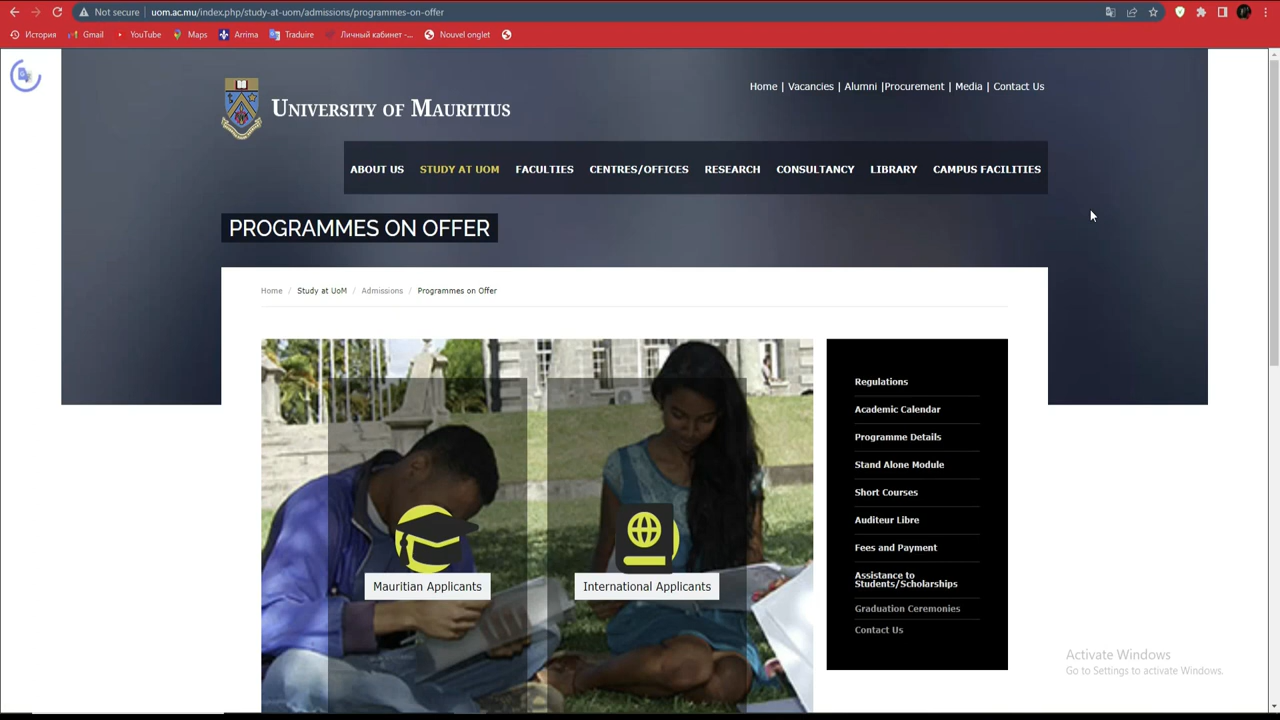 Not secure
uom.ac.mu/index.php/study-at-uom/admissions/programmes-on-offer
История
Gmail
YouTube
Maps
Arrima
Traduire
Личный кабинет -...
Nouvel onglet
UNIVERSITY OF MAURITIUS
Home | Vacancies | Alumni |Procurement | Media | Contact Us
ABOUT US STUDY AT UOM FACULTIES CENTRES/OFFICES RESEARCH CONSULTANCY LIBRARY CAMPUS FACILITIES
PROGRAMMES ON OFFER
Home / Study at UoM / Admissions / Programmes on Offer
Mauritian Applicants
International Applicants
Regulations
Academic Calendar
Programme Details
Stand Alone Module
Short Courses
Auditeur Libre
Fees and Payment
Assistance to
Students/Scholarships
Graduation Ceremonies
Contact Us
Activate Windows
Go to Settings to activate Windows.